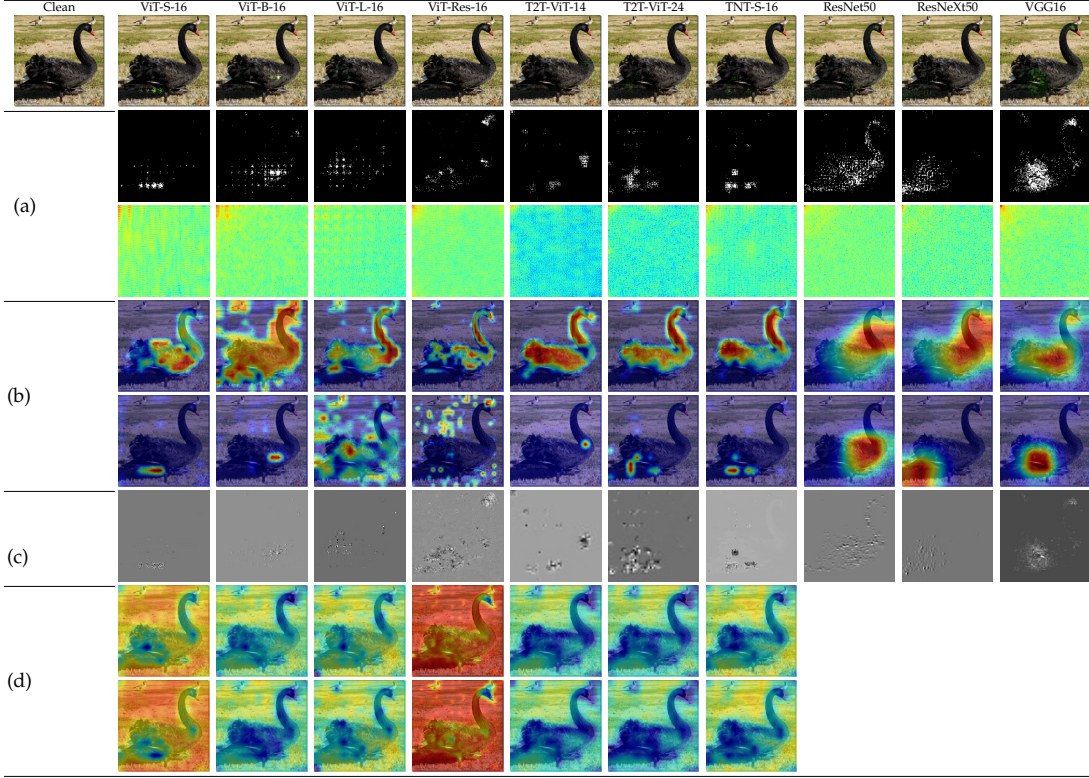 Clean ViT-S-16 ViT-B-16 ViT-L-16 ViT-Res-16 T2T-ViT-14 T2T-ViT-24 TNT-S-16 ResNet50 ResNeXt50 VGG16
(a)
(b)
(c)
(d)